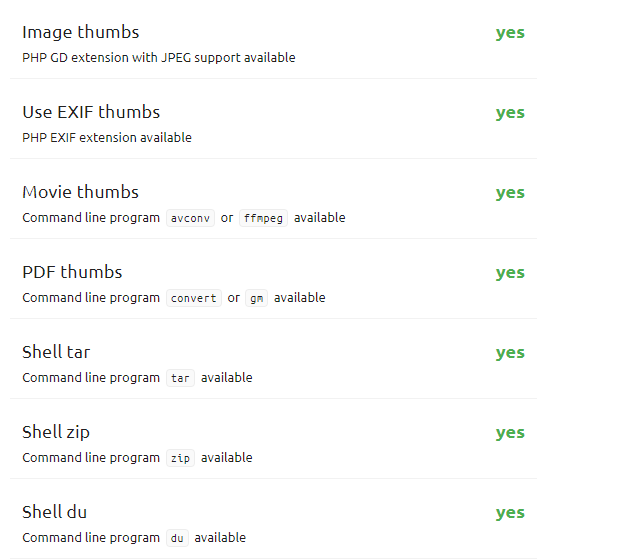 Image thumbs yes
PHP GD extension with JPEG support available
Use EXIF thumbs yes
PHP EXIF extension available
Movie thumbs yes
Command line program avconv or ffmpeg available
PDF thumbs yes
Command line program convert or gm available
Shell tar yes
Command line program tar available
Shell zip yes
Command line program zip available
Shell du yes
Command line program du available